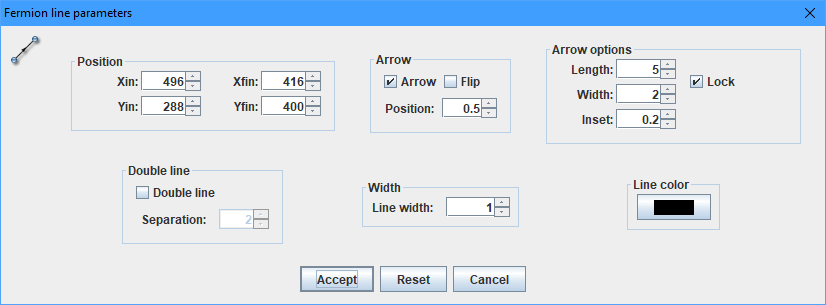 Fermion line parameters
Position
Xin: 496 Xfin: 416
Yin: 288 Yfin: 400
Arrow
Arrow Flip
Position: 0.5
Arrow options
Length: 5
Lock
Width: 2
Inset: 0.2
Double line
Double line
Separation: 2
Width
Line width: 1
Line color
Accept Reset Cancel